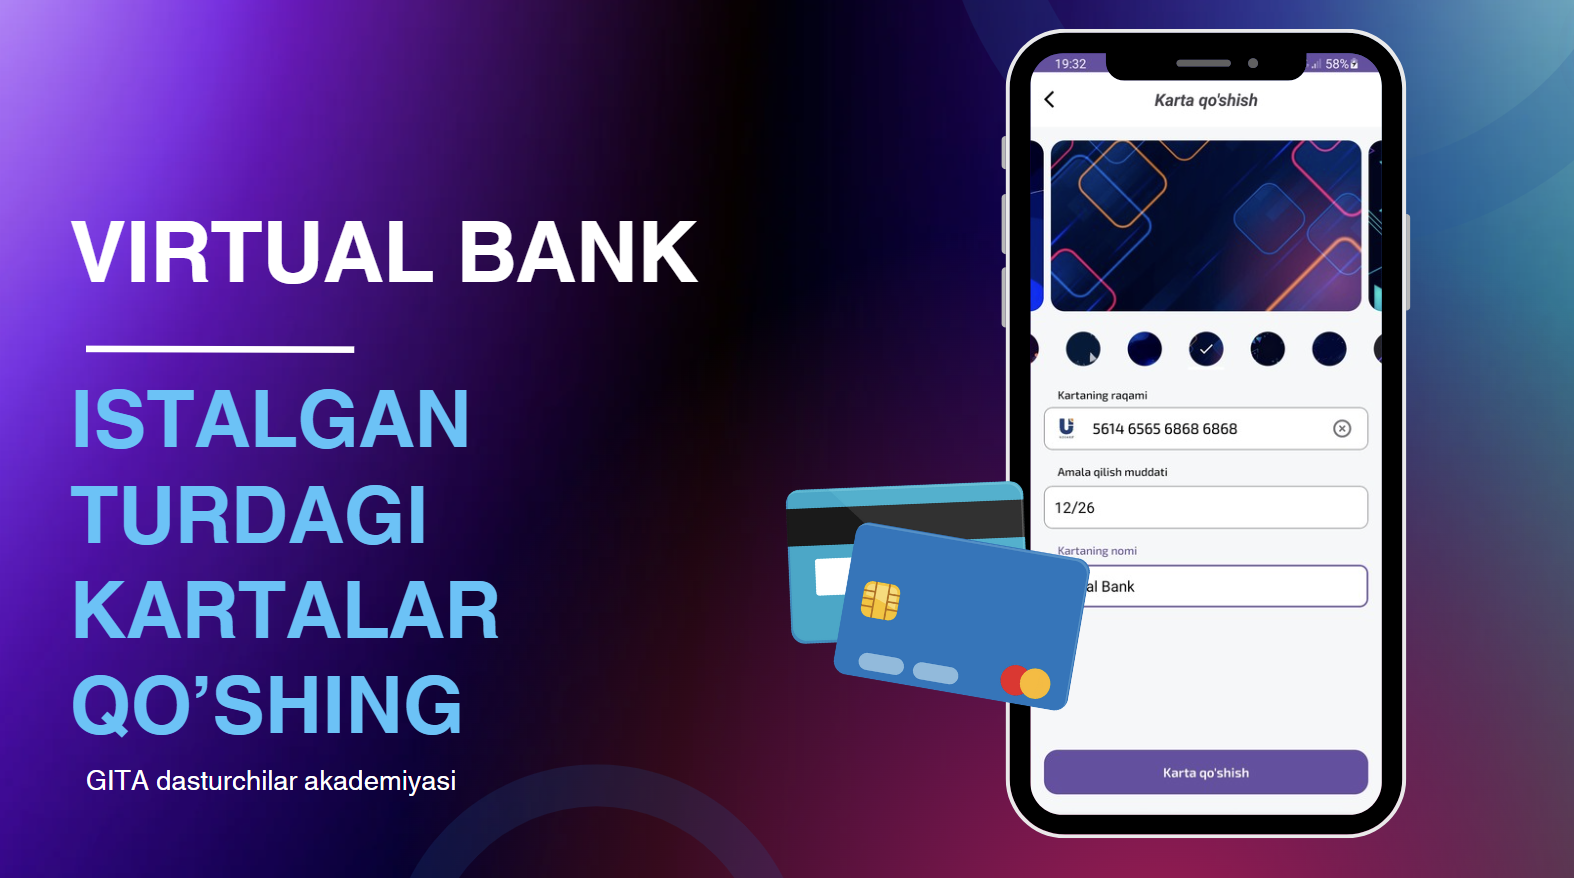 VIRTUAL BANK
ISTALGAN
TURDAGI
KARTALAR
QO’SHING
GITA dasturchilar akademiyasi
19:32
58%
Karta qo'shish
Kartaning raqami
5614 6565 6868 6868
Amala qilish muddati
12/26
Kartaning nomi
al Bank
Karta qo'shish